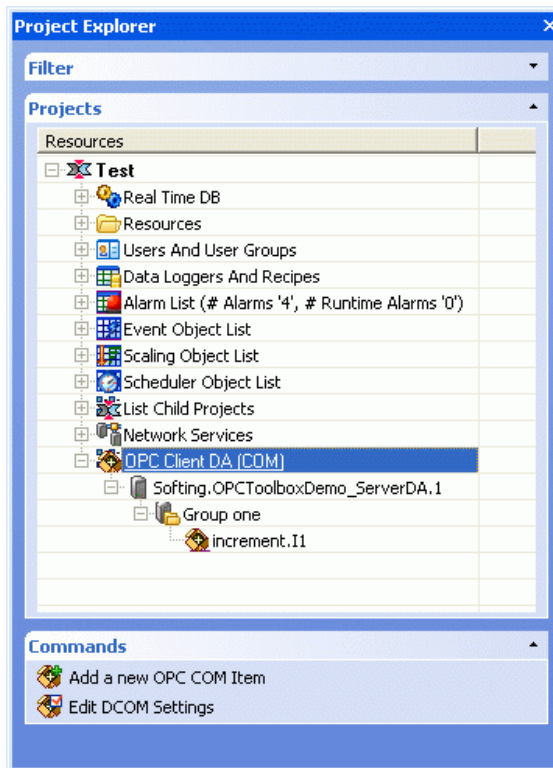 Project Explorer
Filter
Projects
Resources
Test
Real Time DB
Resources
Users And User Groups
Data Loggers And Recipes
Alarm List (# Alarms '4', # Runtime Alarms '0')
Event Object List
Scaling Object List
Scheduler Object List
List Child Projects
Network Services
OPC Client DA (COM)
Softing.OPCToolboxDemo_ServerDA.1
Group one
increment.I1
Commands
Add a new OPC COM Item
Edit DCOM Settings